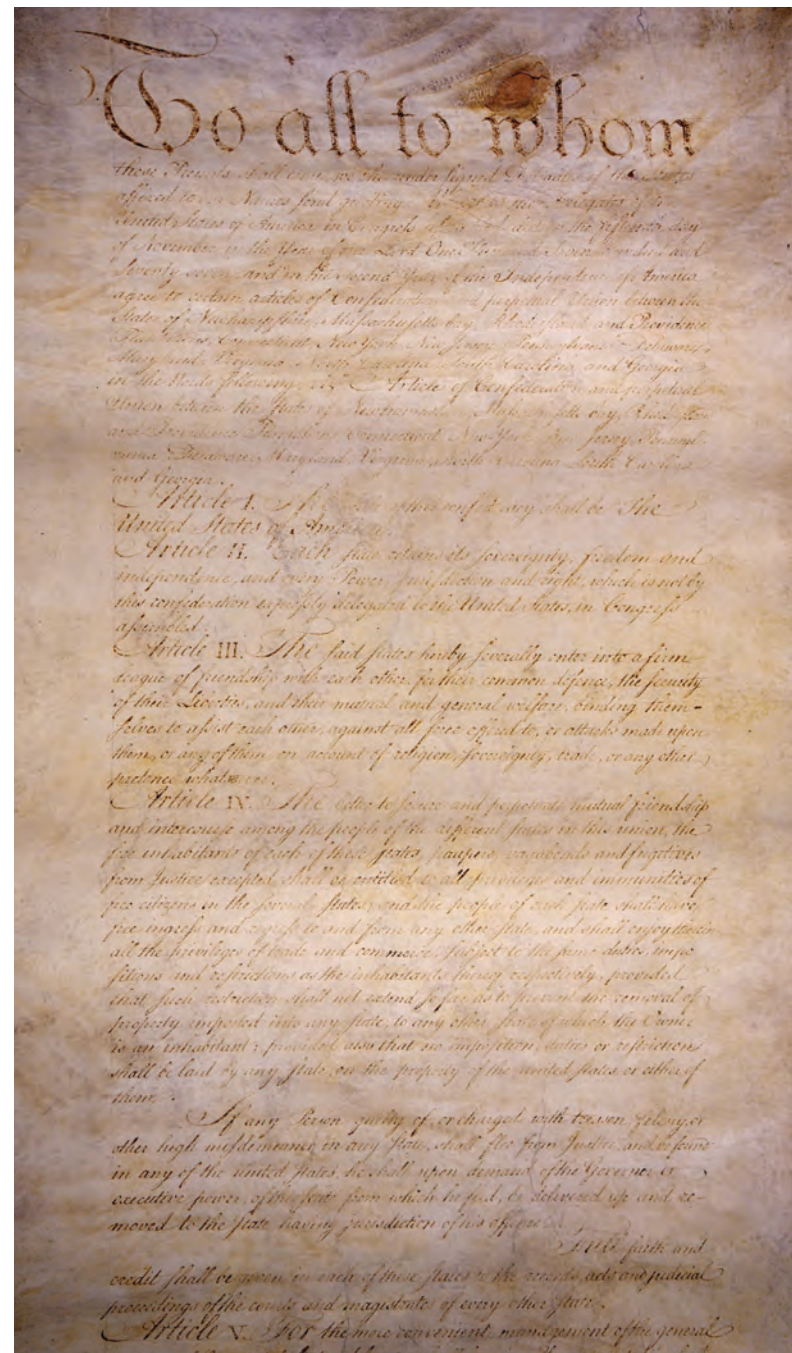 To all to whom
these Presents shall come, we the under signed Delegates of the States
affixed to our Names send greeting. Whereas the Delegates of the
United States of America in Congress assembled did on the fifteenth day
of November in the Year of our Lord One Thousand Seven Hundred and
Seventy seven, and in the Second Year of the Independence of America
agree to certain articles of Confederation and perpetual Union between the
States of Newhampshire, Massachusetts-bay, Rhodeisland and Providence
Plantations, Connecticut, New York, New Jersey, Pennsylvania, Delaware,
Maryland, Virginia, North Carolina, South Carolina, and Georgia
in the Words following, viz. Articles of Confederation and perpetual
Union between the States of Newhampshire, Massachusetts-bay, Rhodeisland
and Providence Plantations, Connecticut, New York, New Jersey, Pennsyl-
vania, Delaware, Maryland, Virginia, North Carolina, South Carolina
and Georgia.
Article I. The of this confederacy shall be "The
United States of America."
Article II. Each state retains its sovereignty, freedom and
independence, and every Power, Jurisdiction and right, which is not by
this confederation expressly delegated to the United States, in Congress
assembled.
Article III. The said states hereby severally enter into a firm
league of friendship with each other, for their common defence, the security
of their Liberties, and their mutual and general welfare, binding them-
selves to assist each other, against all force offered to, or attacks made upon
them, or any of them, on account of religion, sovereignty, trade, or any other
pretence whatever.
Article IV. The better to secure and perpetuate mutual friendship
and intercourse among the people of the different states in this union, the
free inhabitants of each of these states, paupers, vagabonds and fugitives
from Justice excepted, shall be entitled to all privileges and immunities of
free citizens in the several states; and the people of each state shall have
free ingress and regress to and from any other state, and shall enjoy therein
all the privileges of trade and commerce, subject to the same duties, impo
sitions and restrictions as the inhabitants thereof respectively, provided
that such restriction shall not extend so far as to prevent the removal of
property imported into any state, to any other state of which the Owner
is an inhabitant; provided also that no imposition, duties or restriction
shall be laid by any state, on the property of the united states, or either of
them.
If any Person guilty of, or charged with treason, felony, or
other high misdemeanor in any state, shall flee from Justice, and be found
in any of the united states, he shall upon demand of the Governor or
executive power, of the state from which he fled, be delivered up and re-
moved to the state having jurisdiction of his offence.
Full faith and
credit shall be given in each of these states to the records, acts and judicial
proceedings of the courts and magistrates of every other state.
Article V. For the more convenient management of the general